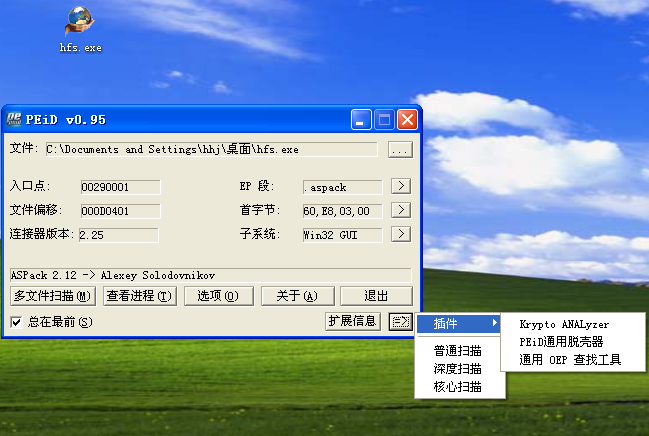 hfs.exe
PEiD v0.95
文件: C:\Documents and Settings\hhj\桌面\hfs.exe ...
入口点: 00290001 EP 段: .aspack >
文件偏移: 000D0401 首字节: 60,E8,03,00 >
连接器版本: 2.25 子系统: Win32 GUI >
ASPack 2.12 -> Alexey Solodovnikov
多文件扫描(M) 查看进程(T) 选项(O) 关于(A) 退出
总在最前(S) 扩展信息 =>
插件
普通扫描
深度扫描
核心扫描
Krypto ANALyzer
PEiD通用脱壳器
通用 OEP 查找工具